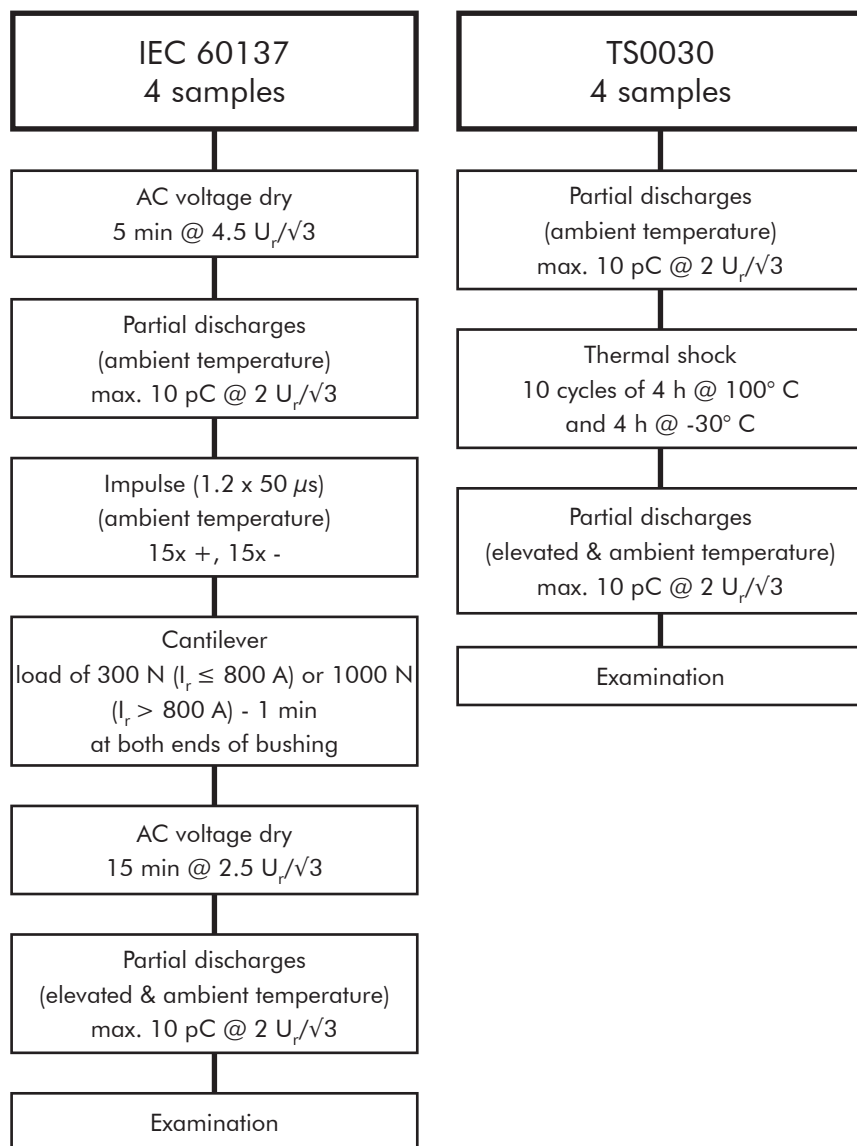 IEC 60137
4 samples
AC voltage dry
5 min @ 4.5 Ur/√3
Partial discharges
(ambient temperature)
max. 10 pC @ 2 Ur/√3
Impulse (1.2 x 50 µs)
(ambient temperature)
15x +, 15x -
Cantilever
load of 300 N (Ir ≤ 800 A) or 1000 N
(Ir > 800 A) - 1 min
at both ends of bushing
AC voltage dry
15 min @ 2.5 Ur/√3
Partial discharges
(elevated & ambient temperature)
max. 10 pC @ 2 Ur/√3
Examination
TS0030
4 samples
Partial discharges
(ambient temperature)
max. 10 pC @ 2 Ur/√3
Thermal shock
10 cycles of 4 h @ 100° C
and 4 h @ -30° C
Partial discharges
(elevated & ambient temperature)
max. 10 pC @ 2 Ur/√3
Examination